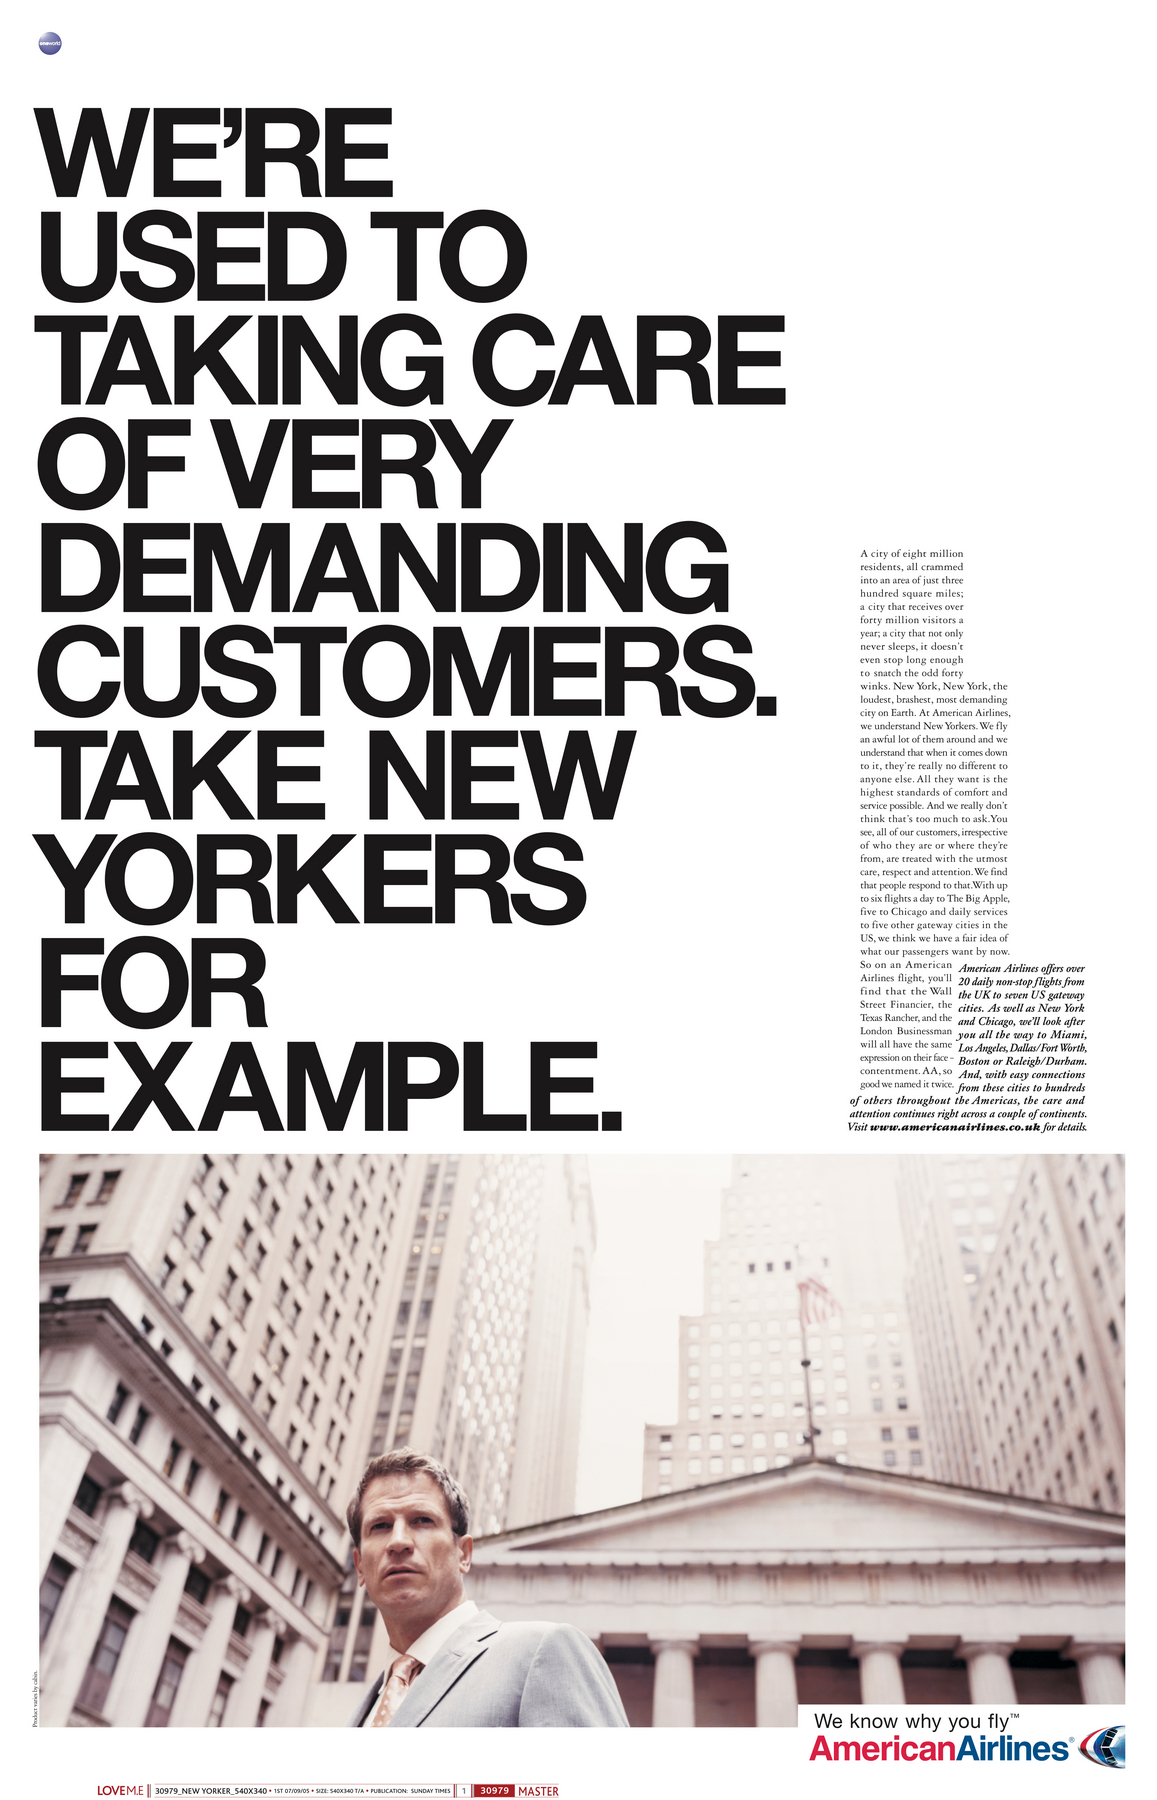 oneworld
WE'RE
USED TO
TAKING CARE
OF VERY
DEMANDING
CUSTOMERS.
TAKE NEW
YORKERS
FOR
EXAMPLE.
A city of eight million
residents, all crammed
into an area of just three
hundred square miles;
a city that receives over
forty million visitors a
year; a city that not only
never sleeps, it doesn't
even stop long enough
to snatch the odd forty
winks. New York, New York, the
loudest, brashest, most demanding
city on Earth. At American Airlines,
we understand New Yorkers. We fly
an awful lot of them around and we
understand that when it comes down
to it, they're really no different to
anyone else. All they want is the
highest standards of comfort and
service possible. And we really don't
think that's too much to ask. You
see, all of our customers, irrespective
of who they are or where they're
from, are treated with the utmost
care, respect and attention. We find
that people respond to that. With up
to six flights a day to The Big Apple,
five to Chicago and daily services
to five other gateway cities in the
US, we think we have a fair idea of
what our passengers want by now.
So on an American
Airlines flight, you'll
find that the Wall
Street Financier, the
Texas Rancher, and the
London Businessman
will all have the same
expression on their face –
contentment. AA, so
good we named it twice.
American Airlines offers over
20 daily non-stop flights from
the UK to seven US gateway
cities. As well as New York
and Chicago, we'll look after
you all the way to Miami,
Los Angeles, Dallas/Fort Worth,
Boston or Raleigh/Durham.
And, with easy connections
from these cities to hundreds
of others throughout the Americas, the care and
attention continues right across a couple of continents.
Visit www.americanairlines.co.uk for details.
Product varies by cabin.
We know why you fly™
AmericanAirlines®
LOVEM.E 30979_NEW YORKER_540X340 • 1ST 07/09/05 • SIZE: 540X340 T/A • PUBLICATION: SUNDAY TIMES 1 30979 MASTER